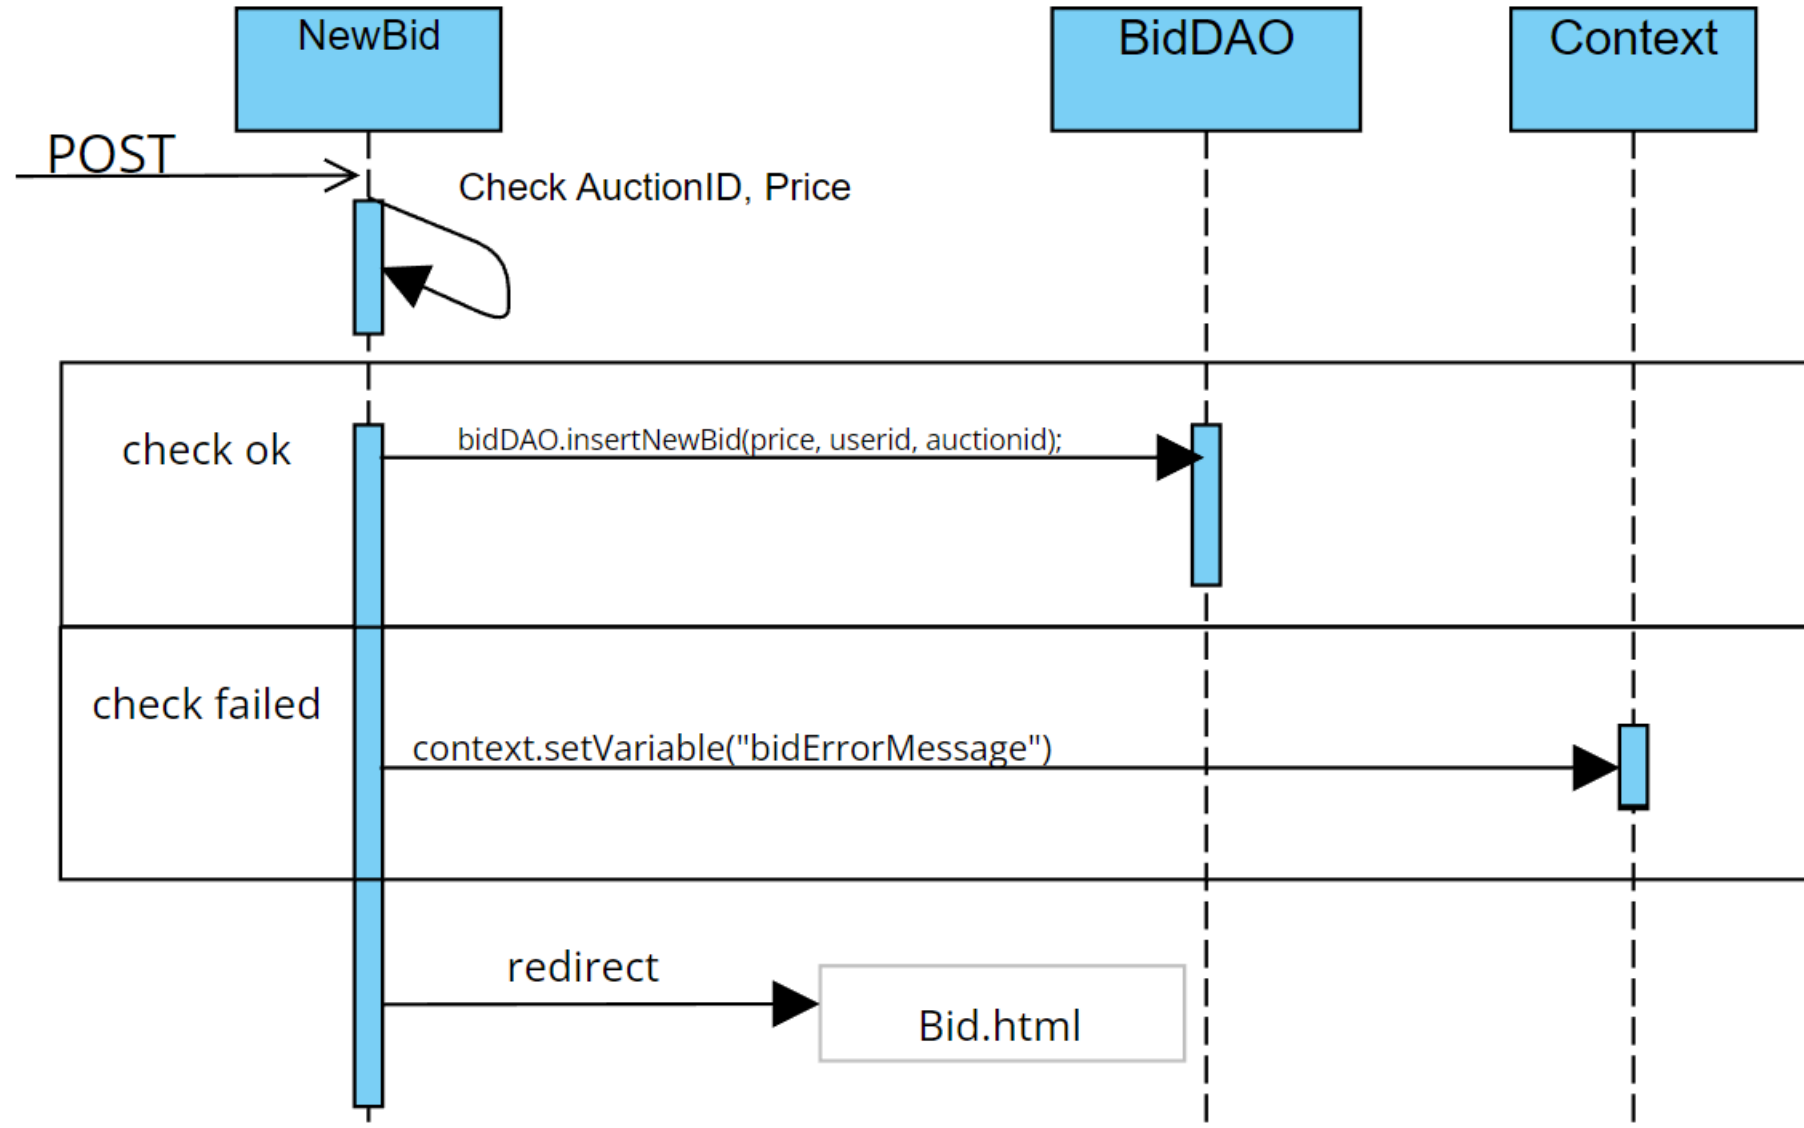 NewBid
BidDAO
Context
POST
Check AuctionID, Price
check ok
bidDAO.insertNewBid(price, userid, auctionid);
check failed
context.setVariable("bidErrorMessage")
redirect
Bid.html